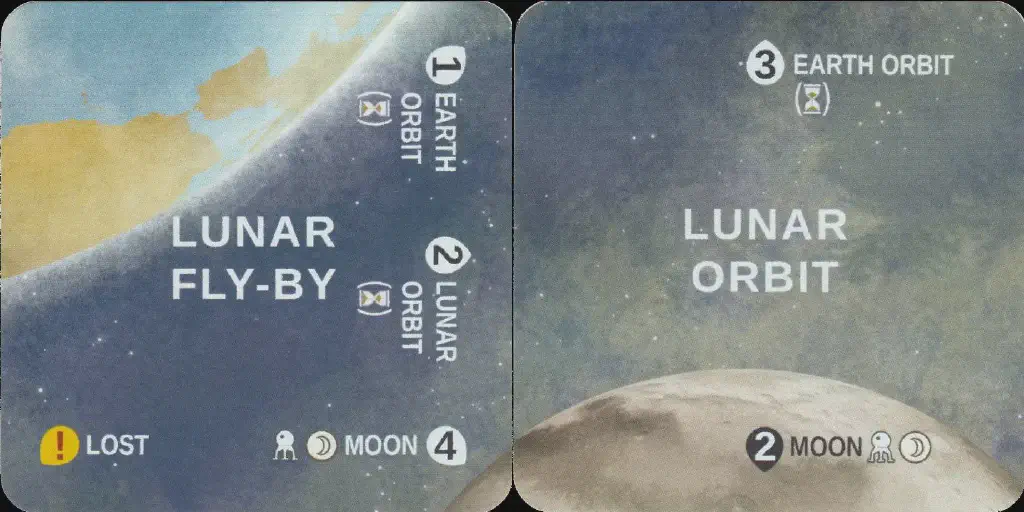 1 EARTH
ORBIT
2 LUNAR
ORBIT
LUNAR
FLY-BY
! LOST
MOON 4
3 EARTH ORBIT
LUNAR
ORBIT
2 MOON